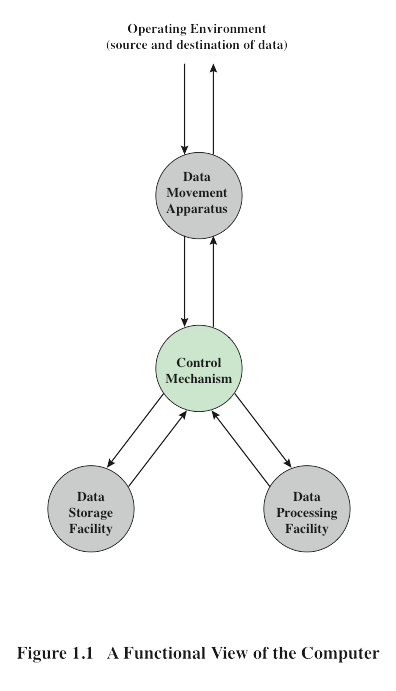 Operating Environment
(source and destination of data)
Data
Movement
Apparatus
Control
Mechanism
Data
Storage
Facility
Data
Processing
Facility
Figure 1.1 A Functional View of the Computer